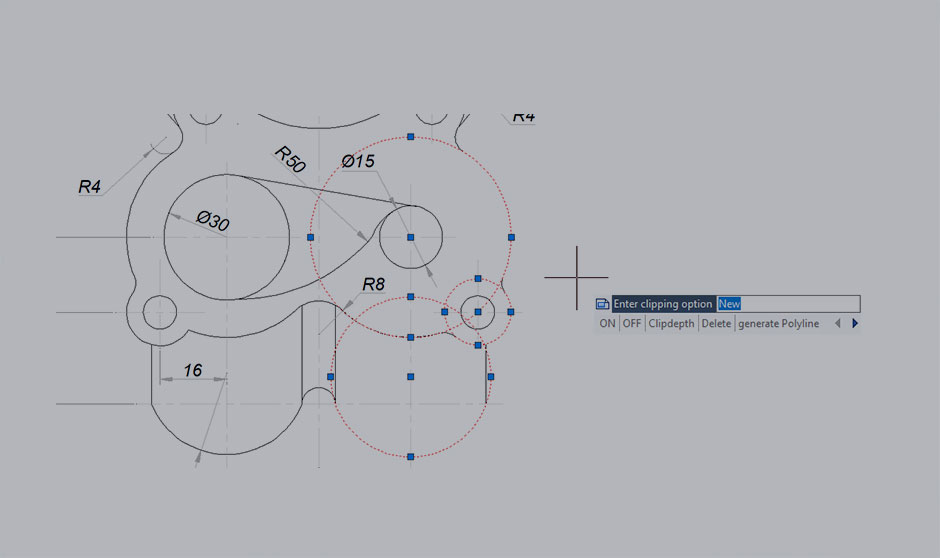 R4
R50
Ø15
R4
Ø30
R8
Enter clipping option New
ON OFF Clipdepth Delete generate Polyline
16